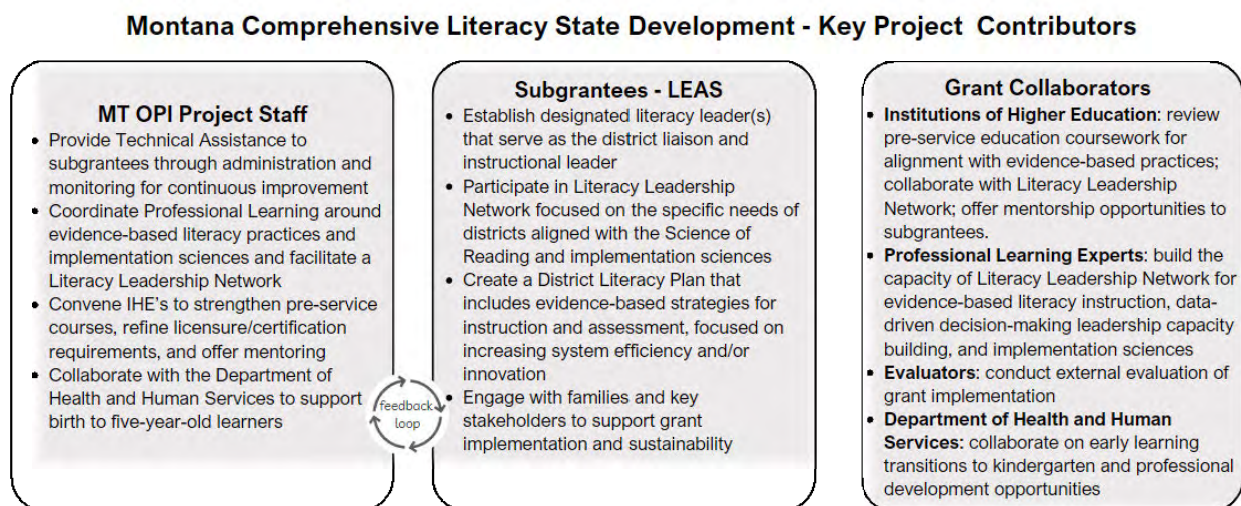 Montana Comprehensive Literacy State Development - Key Project Contributors
MT OPI Project Staff
• Provide Technical Assistance to
subgrantees through administration and
monitoring for continuous improvement
• Coordinate Professional Learning around
evidence-based literacy practices and
implementation sciences and facilitate a
Literacy Leadership Network
• Convene IHE's to strengthen pre-service
courses, refine licensure/certification
requirements, and offer mentoring
• Collaborate with the Department of
Health and Human Services to support
birth to five-year-old learners
feedback
loop
Subgrantees - LEAS
• Establish designated literacy leader(s)
that serve as the district liaison and
instructional leader
• Participate in Literacy Leadership
Network focused on the specific needs of
districts aligned with the Science of
Reading and implementation sciences
• Create a District Literacy Plan that
includes evidence-based strategies for
instruction and assessment, focused on
increasing system efficiency and/or
innovation
• Engage with families and key
stakeholders to support grant
implementation and sustainability
Grant Collaborators
• Institutions of Higher Education: review
pre-service education coursework for
alignment with evidence-based practices;
collaborate with Literacy Leadership
Network; offer mentorship opportunities to
subgrantees.
• Professional Learning Experts: build the
capacity of Literacy Leadership Network for
evidence-based literacy instruction, data-
driven decision-making leadership capacity
building, and implementation sciences
• Evaluators: conduct external evaluation of
grant implementation
• Department of Health and Human
Services: collaborate on early learning
transitions to kindergarten and professional
development opportunities